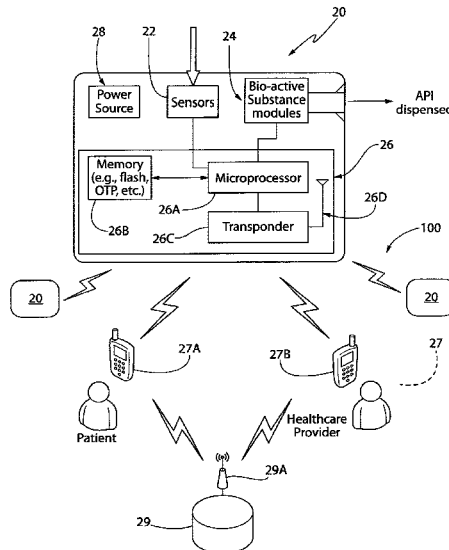 28
22
24
20
Power
Source
Sensors
Bio-active
Substance
modules
API
dispensed
Memory
(e.g., flash,
OTP, etc.)
Microprocessor
26
26A
26D
26B
Transponder
26C
100
20
20
27A
27B
27
Patient
Healthcare
Provider
29A
29